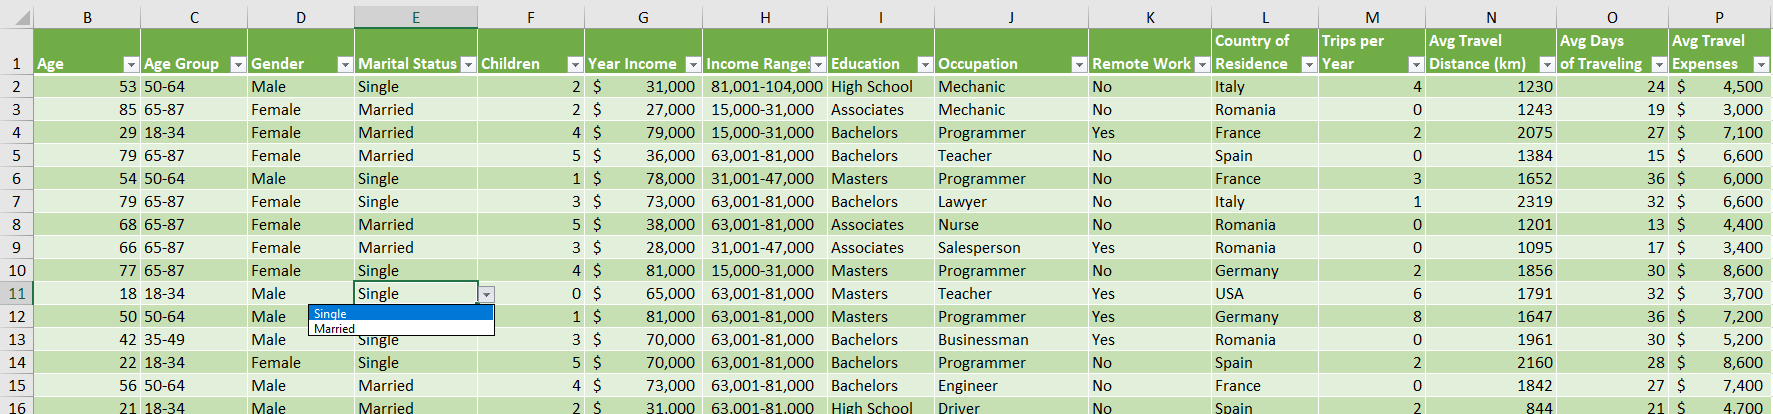 B C D E F G H I J K L M N O P
Country of Trips per Avg Travel Avg Days Avg Travel
1 Age Age Group Gender Marital Status Children Year Income Income Ranges Education Occupation Remote Work Residence Year Distance (km) of Traveling Expenses
2 53 50-64 Male Single 2 $ 31,000 81,001-104,000 High School Mechanic No Italy 4 1230 24 $ 4,500
3 85 65-87 Female Married 2 $ 27,000 15,000-31,000 Associates Mechanic No Romania 0 1243 19 $ 3,000
4 29 18-34 Female Married 4 $ 79,000 15,000-31,000 Bachelors Programmer Yes France 2 2075 27 $ 7,100
5 79 65-87 Female Married 5 $ 36,000 63,001-81,000 Bachelors Teacher No Spain 0 1384 15 $ 6,600
6 54 50-64 Male Single 1 $ 78,000 31,001-47,000 Masters Programmer No France 3 1652 36 $ 6,000
7 79 65-87 Female Single 3 $ 73,000 63,001-81,000 Bachelors Lawyer No Italy 1 2319 32 $ 6,600
8 68 65-87 Female Married 5 $ 38,000 63,001-81,000 Associates Nurse No Romania 0 1201 13 $ 4,400
9 66 65-87 Female Married 3 $ 28,000 31,001-47,000 Associates Salesperson Yes Romania 0 1095 17 $ 3,400
10 77 65-87 Female Single 4 $ 81,000 15,000-31,000 Masters Programmer No Germany 2 1856 30 $ 8,600
11 18 18-34 Male Single 0 $ 65,000 63,001-81,000 Masters Teacher Yes USA 6 1791 32 $ 3,700
Single
12 50 50-64 Male 1 $ 81,000 63,001-81,000 Masters Programmer Yes Germany 8 1647 36 $ 7,200
Married
13 42 35-49 Male Single 3 $ 70,000 63,001-81,000 Bachelors Businessman Yes Romania 0 1961 30 $ 5,200
14 22 18-34 Female Single 5 $ 70,000 63,001-81,000 Bachelors Programmer No Spain 2 2160 28 $ 8,600
15 56 50-64 Male Married 4 $ 73,000 63,001-81,000 Bachelors Engineer No France 0 1842 27 $ 7,400
16 21 18-34 Male Married 2 $ 31,000 63,001-81,000 High School Driver No Spain 2 844 21 $ 4,700